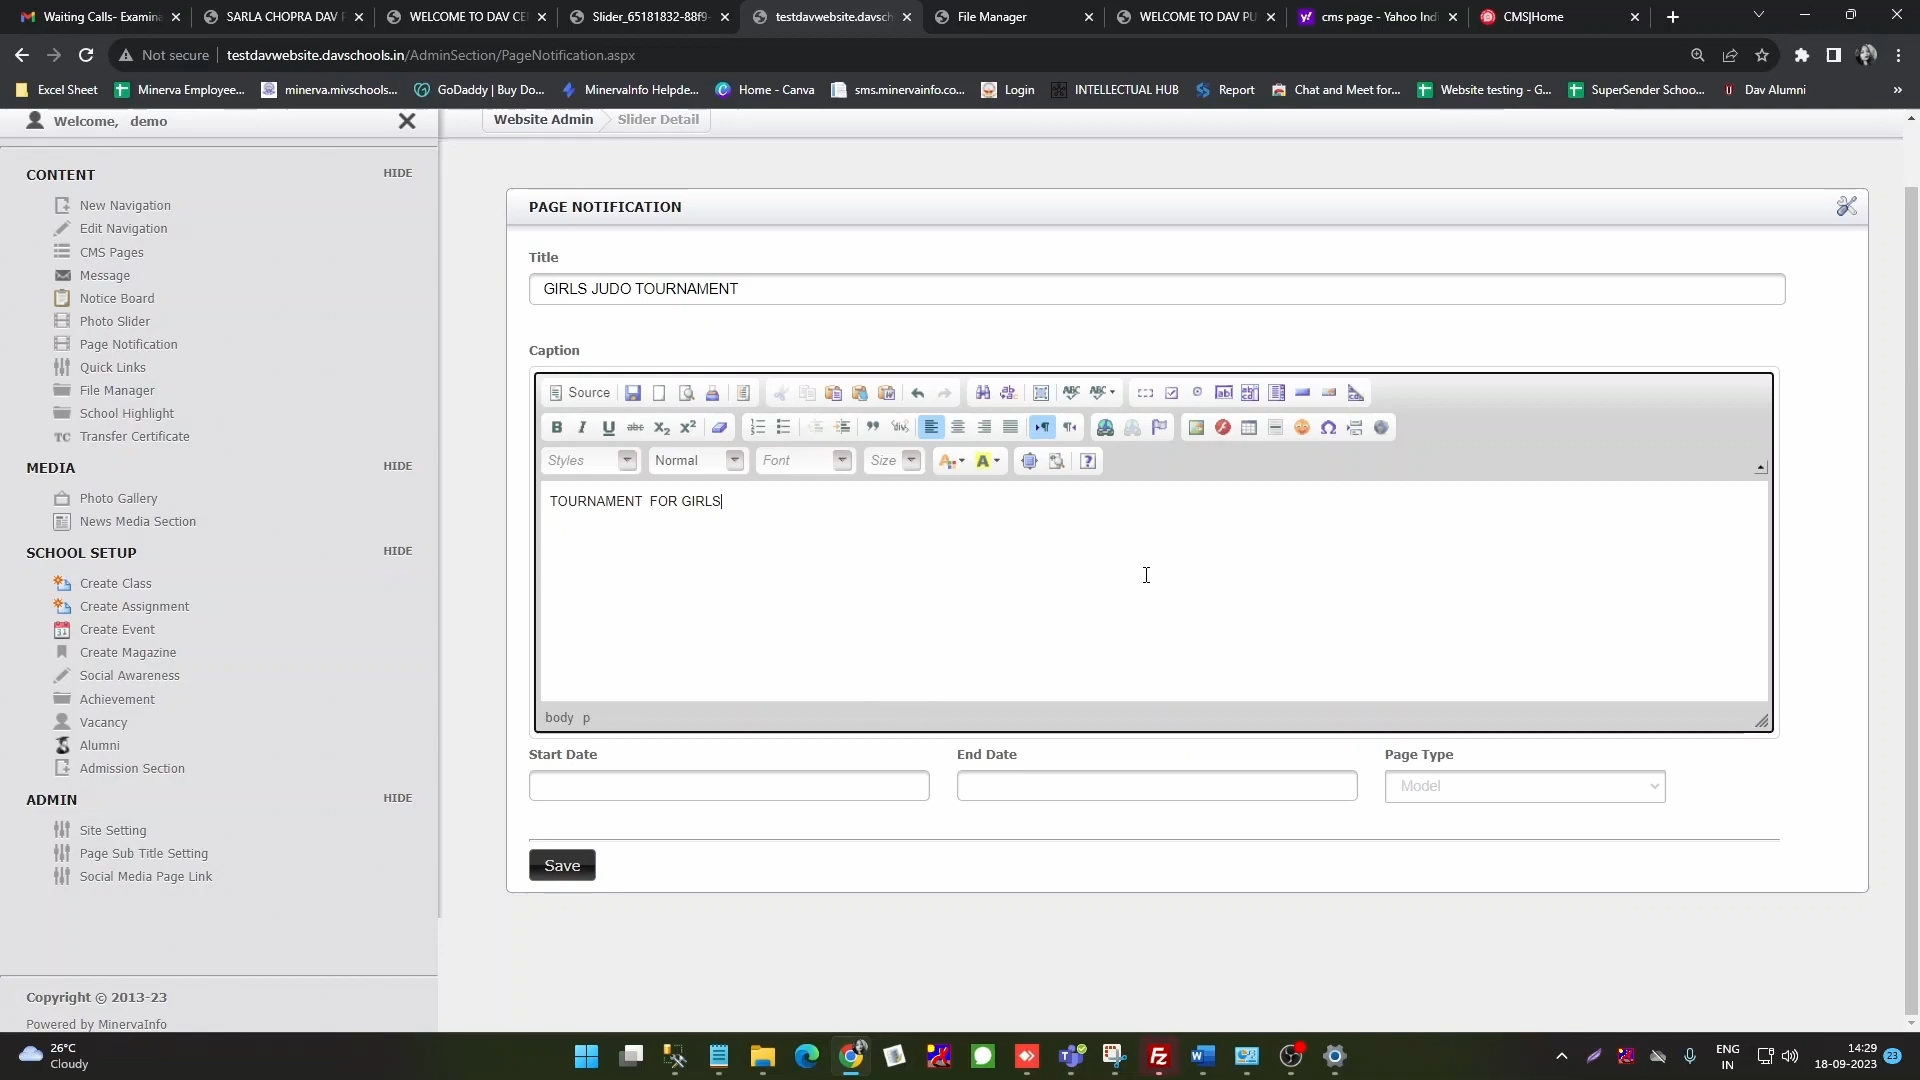 Waiting Calls- Examina
SARLA CHOPRA DAV P
WELCOME TO DAV CE
Slider_65181832-88f9-
testdavwebsite.davsch
File Manager
WELCOME TO DAV PU
cms page - Yahoo Ind
CMS|Home
Not secure
testdavwebsite.davschools.in/AdminSection/PageNotification.aspx
Excel Sheet
Minerva Employee...
minerva.mivschools...
GoDaddy | Buy Do...
MinervaInfo Helpde...
Home - Canva
sms.minervainfo.co...
Login
INTELLECTUAL HUB
Report
Chat and Meet for...
Website testing - G...
SuperSender Schoo...
Dav Alumni
Welcome, demo
Website Admin
Slider Detail
CONTENT HIDE
New Navigation
Edit Navigation
CMS Pages
Message
Notice Board
Photo Slider
Page Notification
Quick Links
File Manager
School Highlight
TC Transfer Certificate
MEDIA HIDE
Photo Gallery
News Media Section
SCHOOL SETUP HIDE
Create Class
Create Assignment
Create Event
Create Magazine
Social Awareness
Achievement
Vacancy
Alumni
Admission Section
ADMIN HIDE
Site Setting
Page Sub Title Setting
Social Media Page Link
Copyright © 2013-23
Powered by MinervaInfo
PAGE NOTIFICATION
Title
GIRLS JUDO TOURNAMENT
Caption
Source
Styles
Normal
Font
Size
TOURNAMENT  FOR GIRLS
body p
Start Date
End Date
Page Type
Model
Save
26°C
Cloudy
ENG
IN
14:29
18-09-2023
23